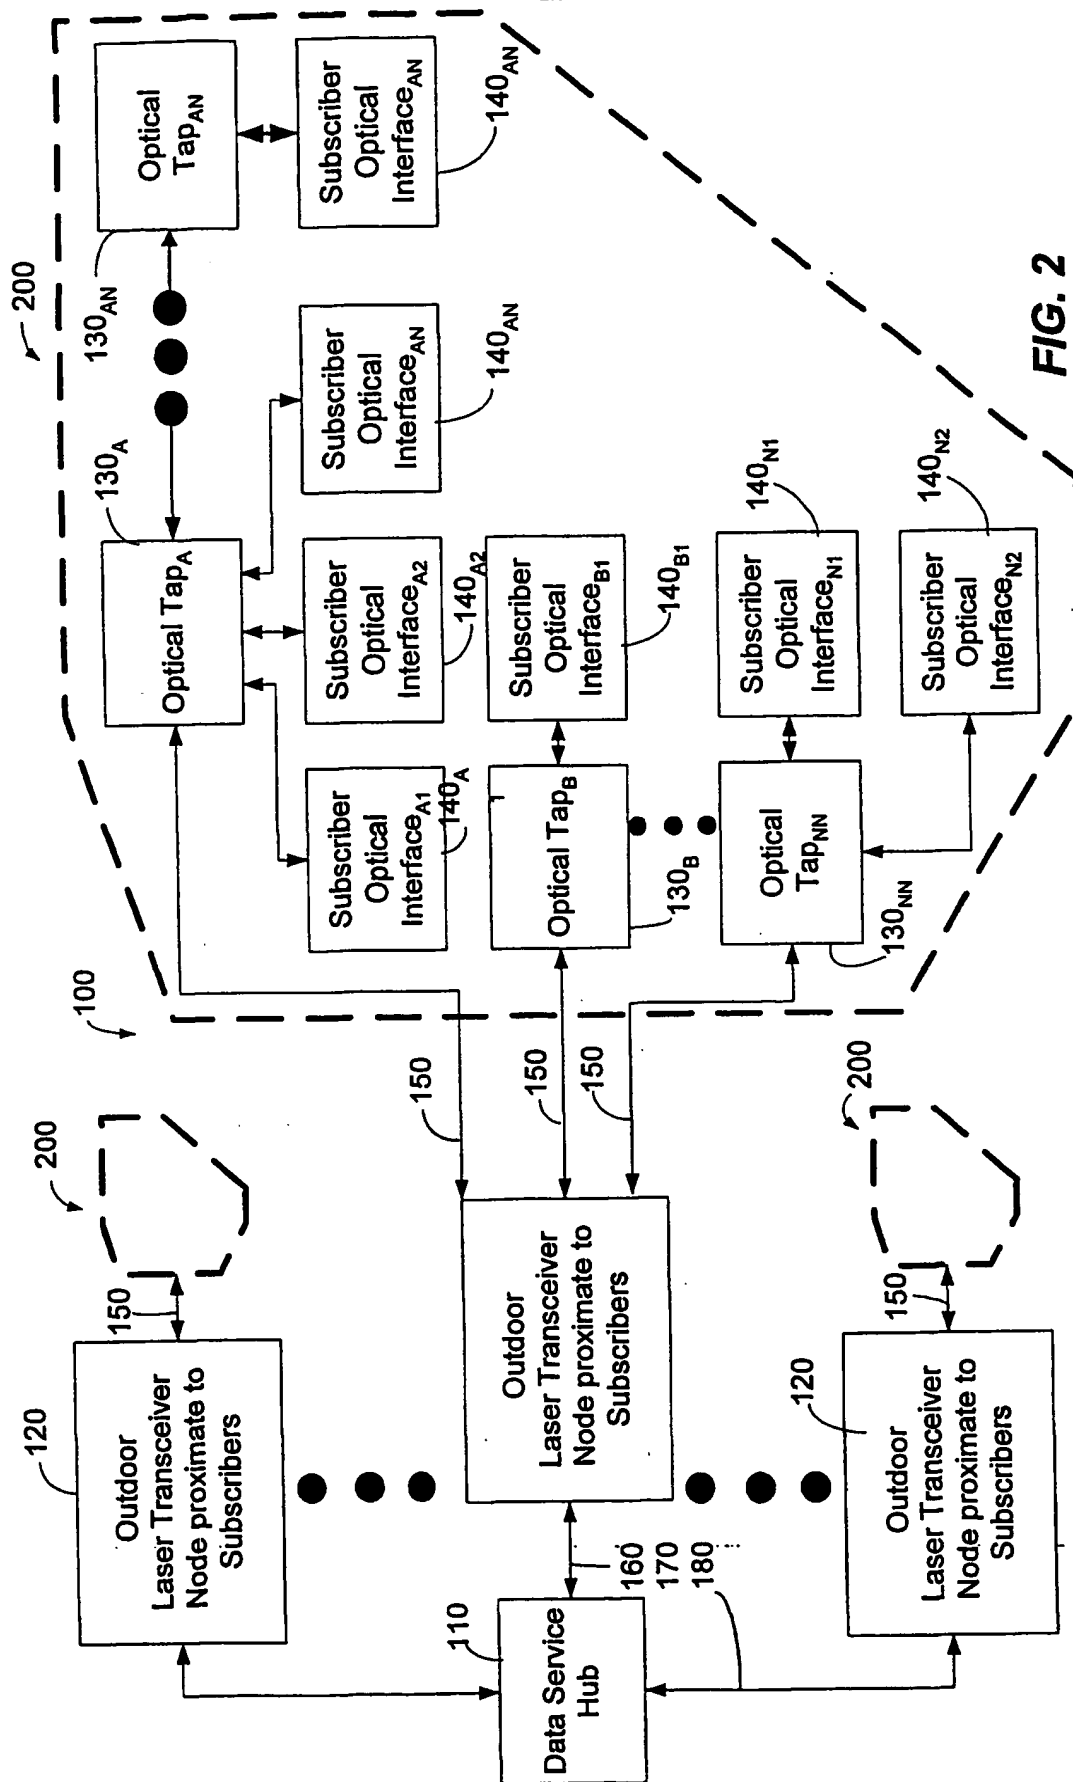 100
200
120
Outdoor
Laser Transceiver
Node proximate to
Subscribers
150
200
110
Data Service
Hub
160
170
180
Outdoor
Laser Transceiver
Node proximate to
Subscribers
150
150
150
120
Outdoor
Laser Transceiver
Node proximate to
Subscribers
150
200
200
130A
Optical TapA
130AN
Optical
TapAN
Subscriber
Optical
InterfaceA1
140A
Subscriber
Optical
InterfaceA2
140A2
Subscriber
Optical
InterfaceAN
140AN
Subscriber
Optical
InterfaceAN
140AN
Optical TapB
130B
Subscriber
Optical
InterfaceB1
140B1
Optical
TapNN
130NN
Subscriber
Optical
InterfaceN1
140N1
Subscriber
Optical
InterfaceN2
140N2
FIG. 2